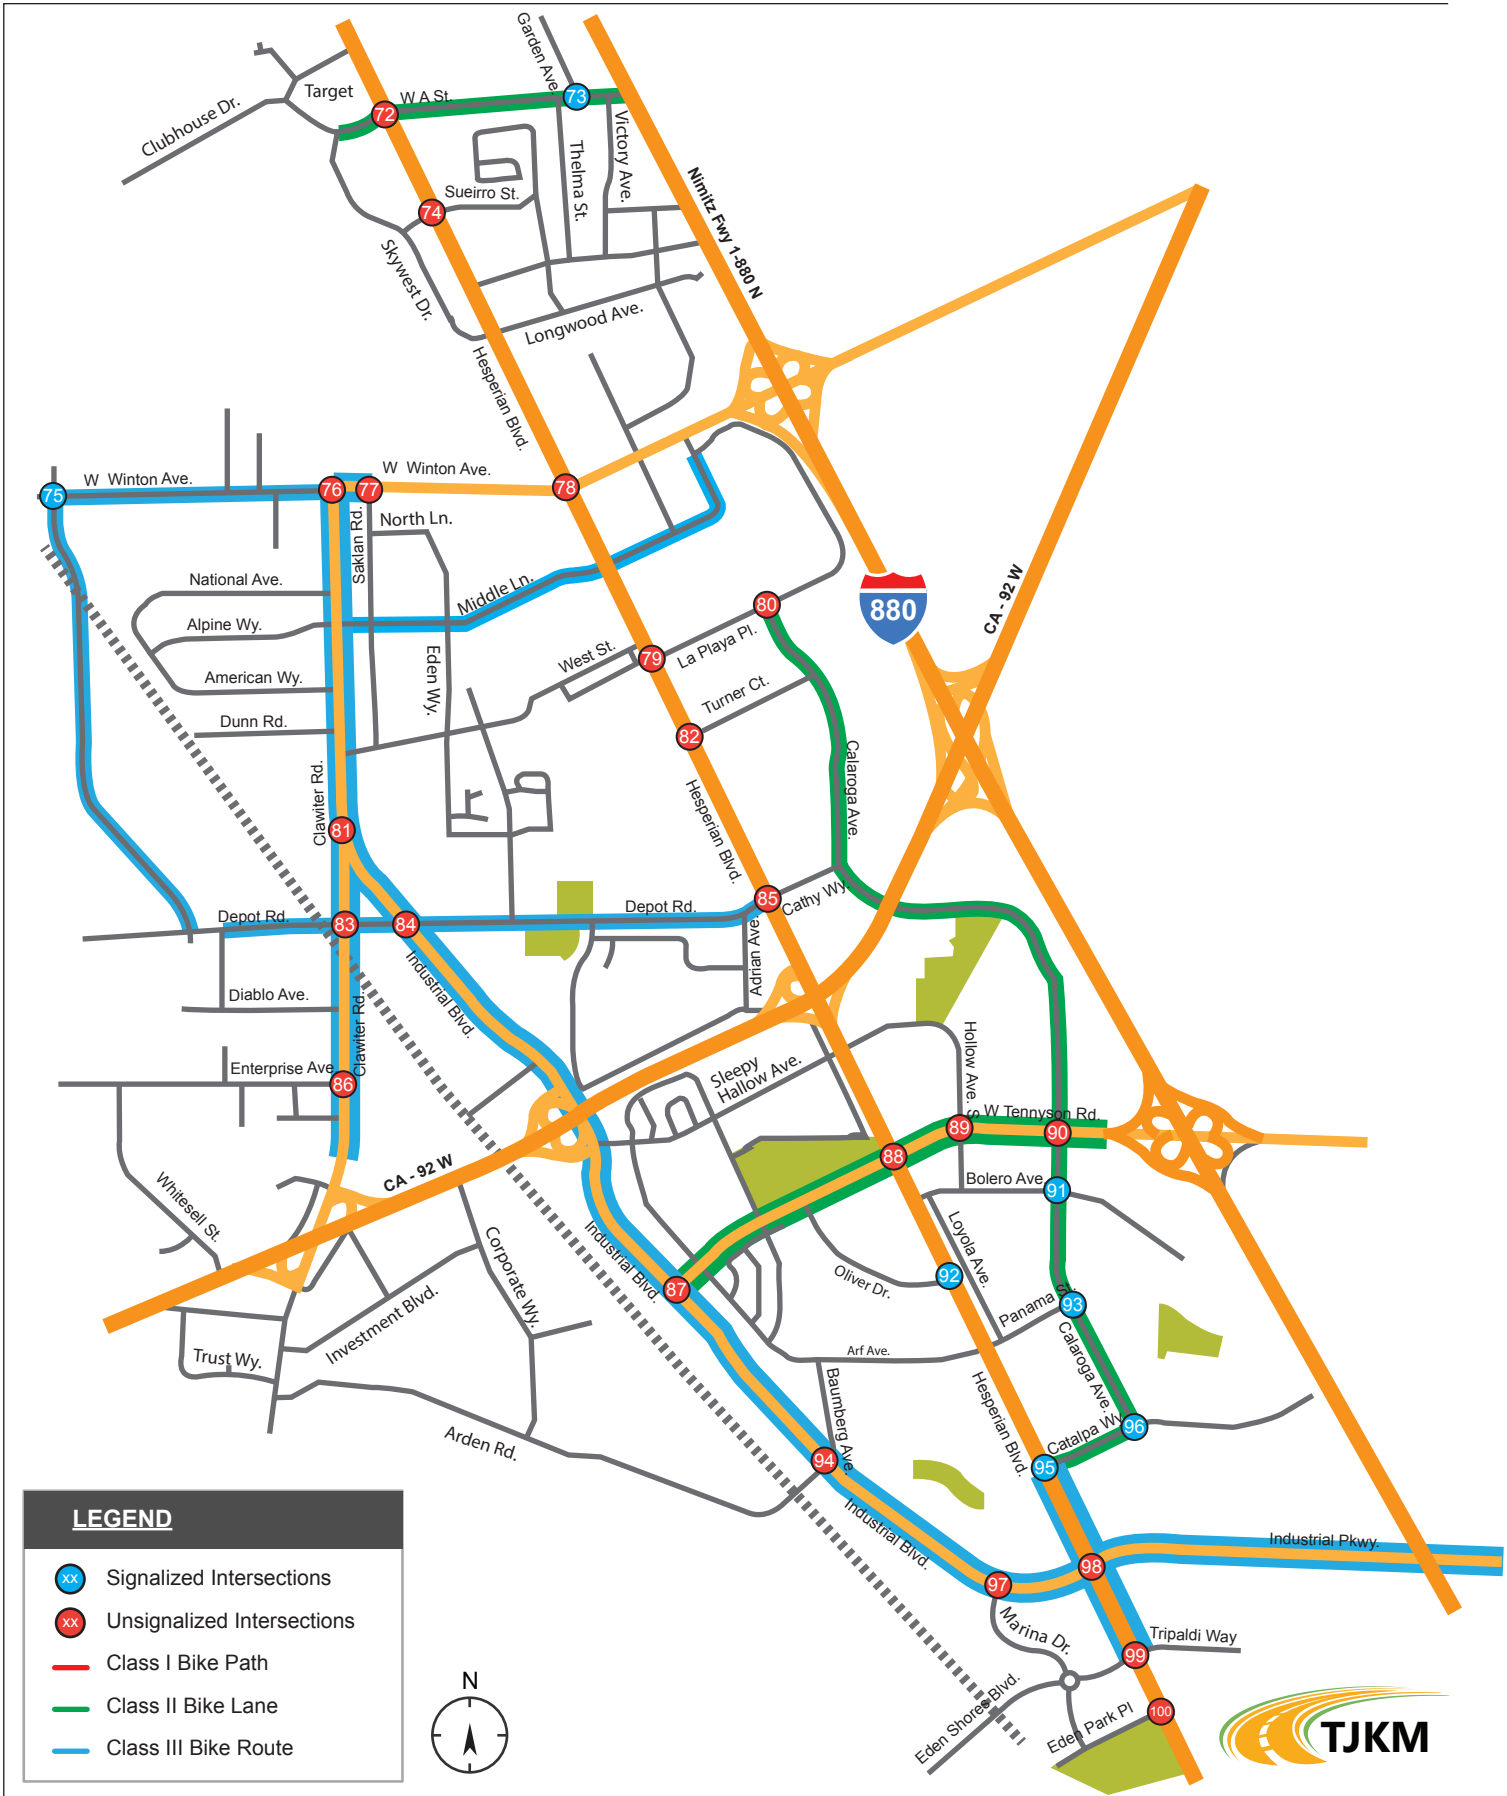 Garden Ave.
Target
W A St.
72
73
Clubhouse Dr.
Victory Ave.
Thelma St.
Sueirro St.
74
Nimitz Fwy 1-880 N
Skywest Dr.
Longwood Ave.
Hesperian Blvd.
W Winton Ave.
W Winton Ave.
75
76
77
78
North Ln.
Saklan Rd.
National Ave.
Middle Ln.
Alpine Wy.
880
CA - 92 W
80
79
La Playa Pl.
West St.
American Wy.
Eden Wy.
Turner Ct.
Dunn Rd.
82
Calaroga Ave.
Clawiter Rd.
81
Hesperian Blvd.
85
Cathy Wy.
Depot Rd.
83
84
Depot Rd.
Adrian Ave.
Industrial Blvd.
Diablo Ave.
Clawiter Rd.
Enterprise Ave.
86
Sleepy
Hallow Ave.
Hollow Ave. S
W Tennyson Rd.
89
90
88
CA - 92 W
Bolero Ave.
91
Whitesell St.
Corporate Wy.
Industrial Blvd.
Loyola Ave.
Oliver Dr.
92
87
Panama St.
93
Investment Blvd.
Trust Wy.
Arf Ave.
Calaroga Ave.
Baumberg Ave.
Hesperian Blvd.
Catalpa Wy.
96
Arden Rd.
94
95
Industrial Blvd.
Industrial Pkwy.
98
97
Marina Dr.
Tripaldi Way
99
Eden Shores Blvd.
Eden Park Pl
100
LEGEND
xx Signalized Intersections
xx Unsignalized Intersections
Class I Bike Path
Class II Bike Lane
Class III Bike Route
N
TJKM